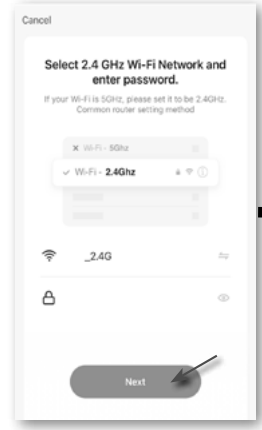 Cancel
Select 2.4 GHz Wi-Fi Network and
enter password.
If your Wi-Fi is 5GHz, please set it to be 2.4GHz.
Common router setting method
Wi-Fi - 5Ghz
Wi-Fi - 2.4Ghz
_2.4G
Next